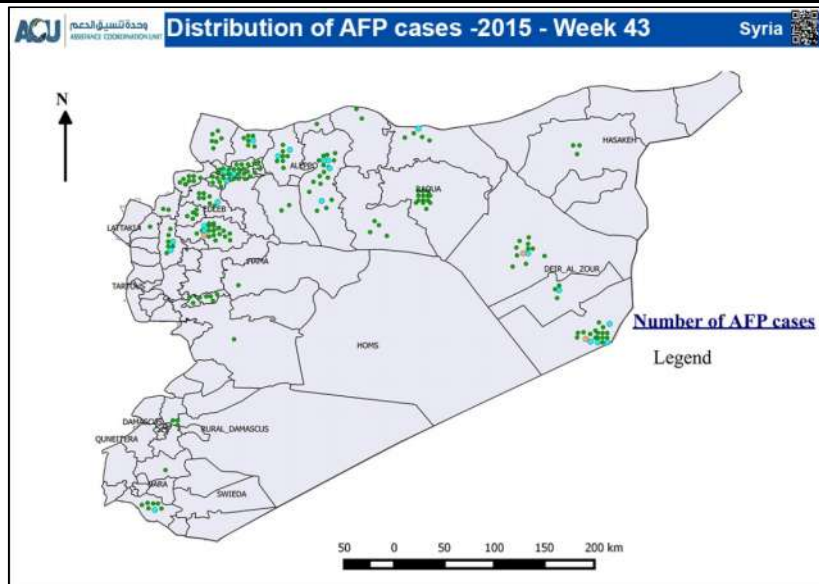 ACU
وحدة تنسيق الدعم
ASSISTANCE COORDINATION UNIT
Distribution of AFP cases -2015 - Week 43
Syria
N
HASAKEH
ALEPPO
RAQUA
EDLEB
LATTAKIA
HAMA
DEIR_AL_ZOUR
TARTOUS
Number of AFP cases
Legend
HOMS
DAMASCUS
RURAL_DAMASCUS
QUNEITERA
DARA
SWIEDA
50 0 50 100 150 200 km